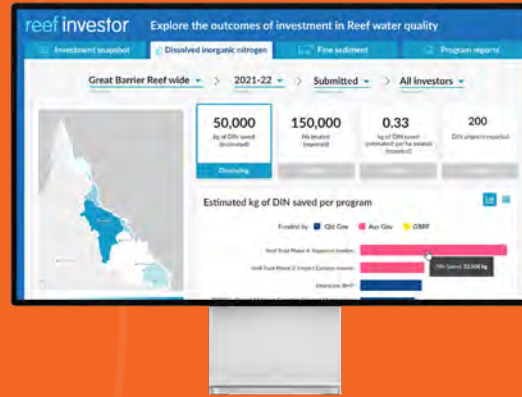 reef investor Explore the outcomes of investment in Reef water quality
Investment snapshot Dissolved inorganic nitrogen Fine sediment Program reports
Great Barrier Reef wide > 2021-22 > Submitted > All investors
50,000 150,000 0.33 200
kg of DIN saved
(estimated)
Ha treated
(reported)
kg of DIN saved
(estimated) per ha treated
(reported)
DIN projects reported
Displaying
Estimated kg of DIN saved per program
Funded by Qld Gov Aus Gov GBRF
DIN Saved